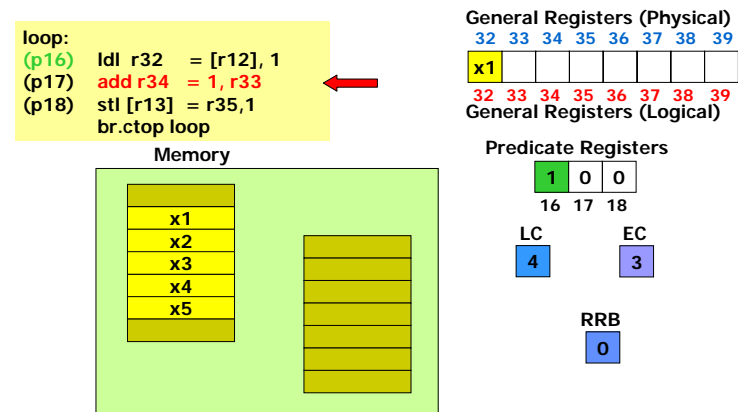 loop:
(p16) ldl r32 = [r12], 1
(p17) add r34 = 1, r33
(p18) stl [r13] = r35,1
br.ctop loop
General Registers (Physical)
32 33 34 35 36 37 38 39
x1
32 33 34 35 36 37 38 39
General Registers (Logical)
Memory
x1
x2
x3
x4
x5
Predicate Registers
1 0 0
16 17 18
LC EC
4 3
RRB
0